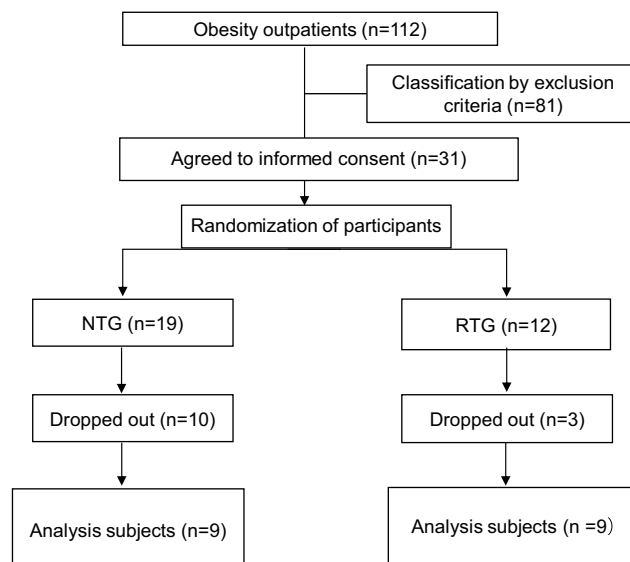 Obesity outpatients (n=112)
Classification by exclusion
criteria (n=81)
Agreed to informed consent (n=31)
Randomization of participants
NTG (n=19)
RTG (n=12)
Dropped out (n=10)
Dropped out (n=3)
Analysis subjects (n=9)
Analysis subjects (n =9）